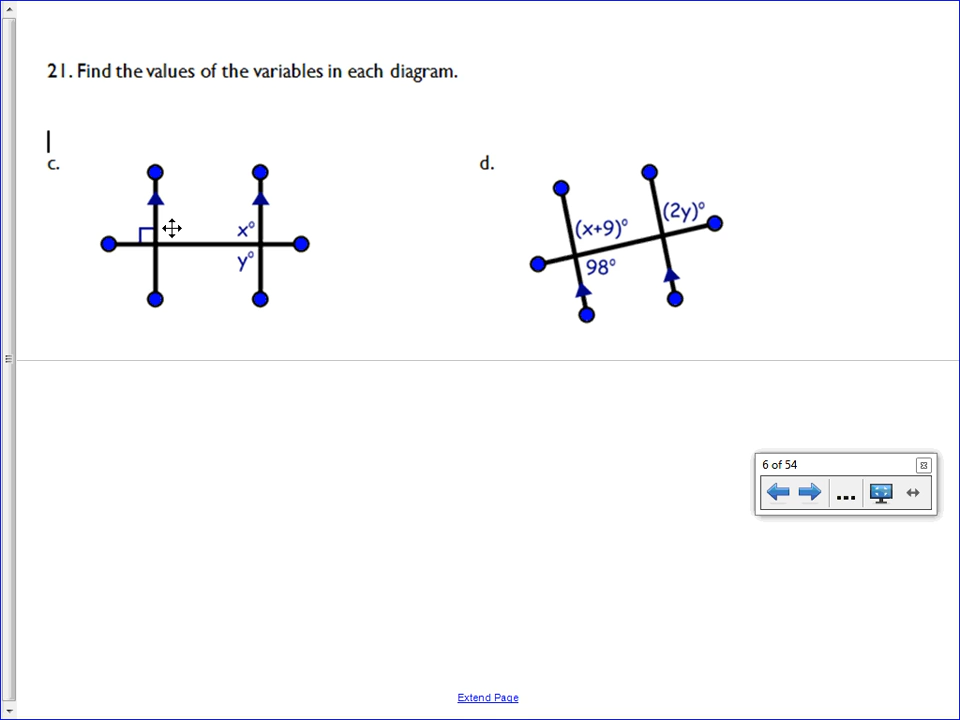 21. Find the values of the variables in each diagram.
c.
d.
x°
y°
(x+9)°
(2y)°
98°
6 of 54
...
Extend Page